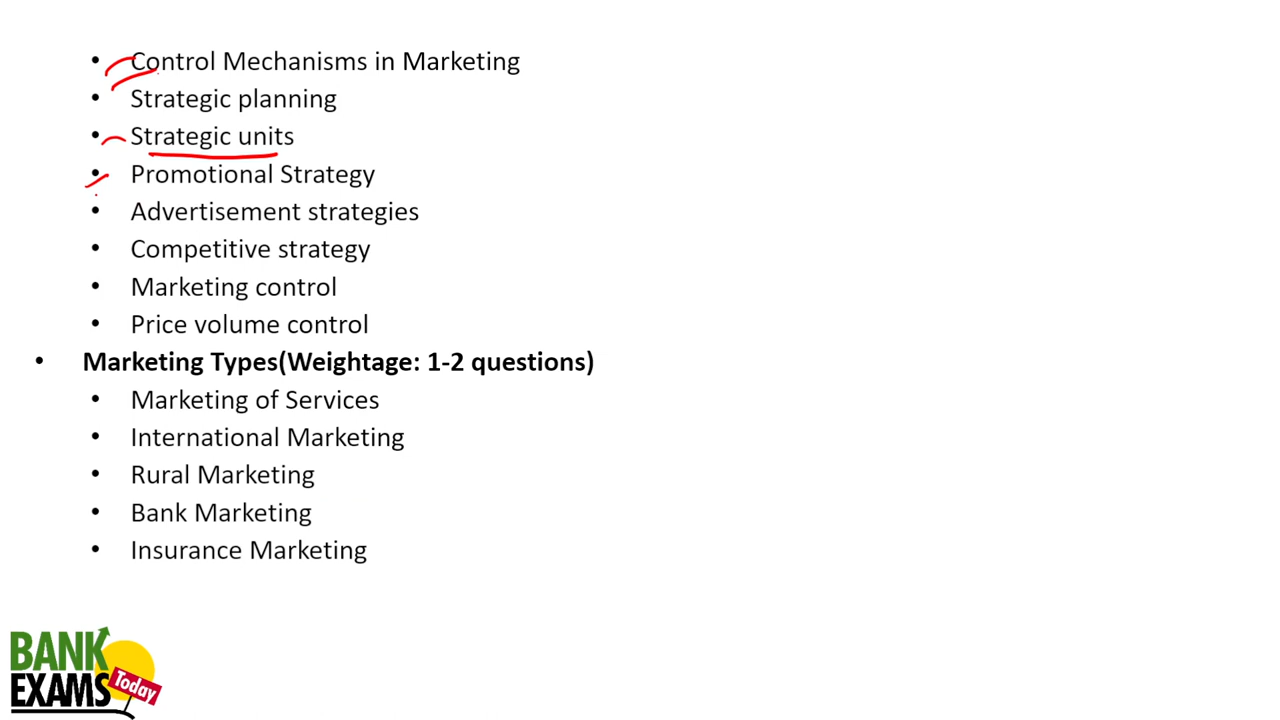 • Control Mechanisms in Marketing
• Strategic planning
• Strategic units
• Promotional Strategy
• Advertisement strategies
• Competitive strategy
• Marketing control
• Price volume control
• Marketing Types(Weightage: 1-2 questions)
• Marketing of Services
• International Marketing
• Rural Marketing
• Bank Marketing
• Insurance Marketing
BANK
EXAMS
Today